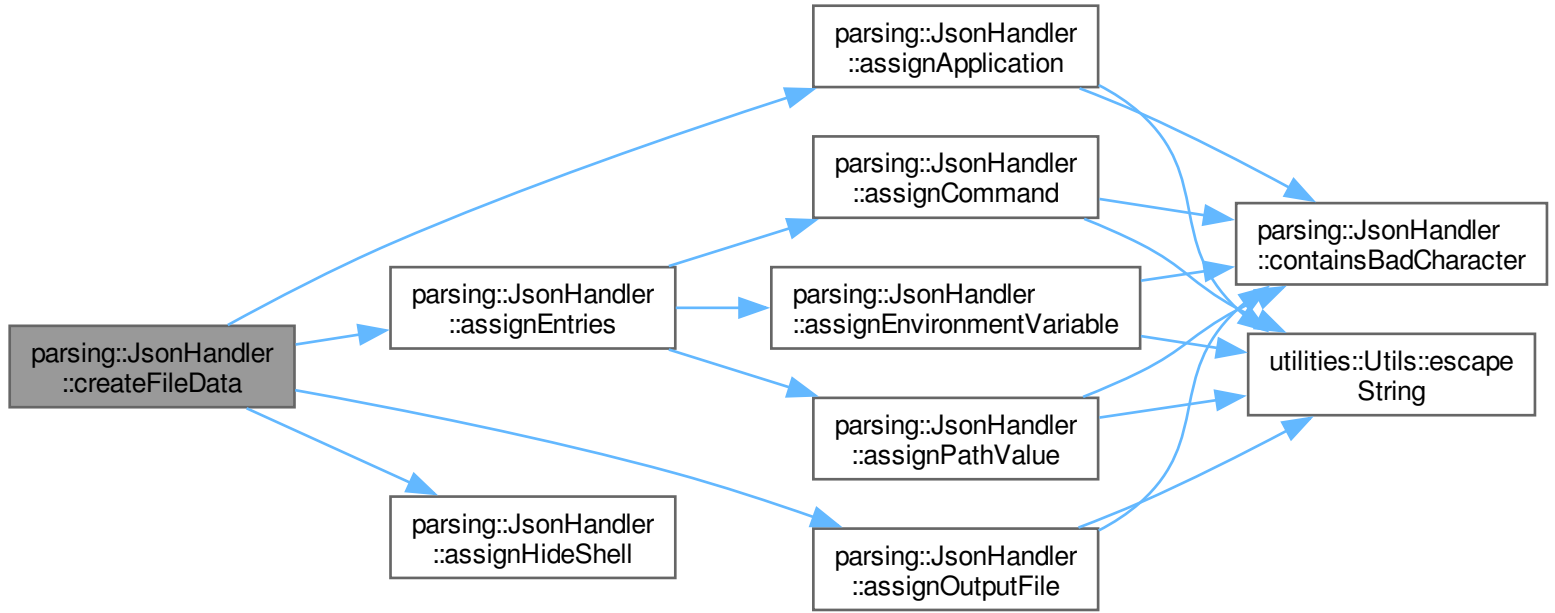 parsing::JsonHandler
::createFileData
parsing::JsonHandler
::assignEntries
parsing::JsonHandler
::assignHideShell
parsing::JsonHandler
::assignApplication
parsing::JsonHandler
::assignCommand
parsing::JsonHandler
::assignEnvironmentVariable
parsing::JsonHandler
::assignPathValue
parsing::JsonHandler
::assignOutputFile
parsing::JsonHandler
::containsBadCharacter
utilities::Utils::escape
String